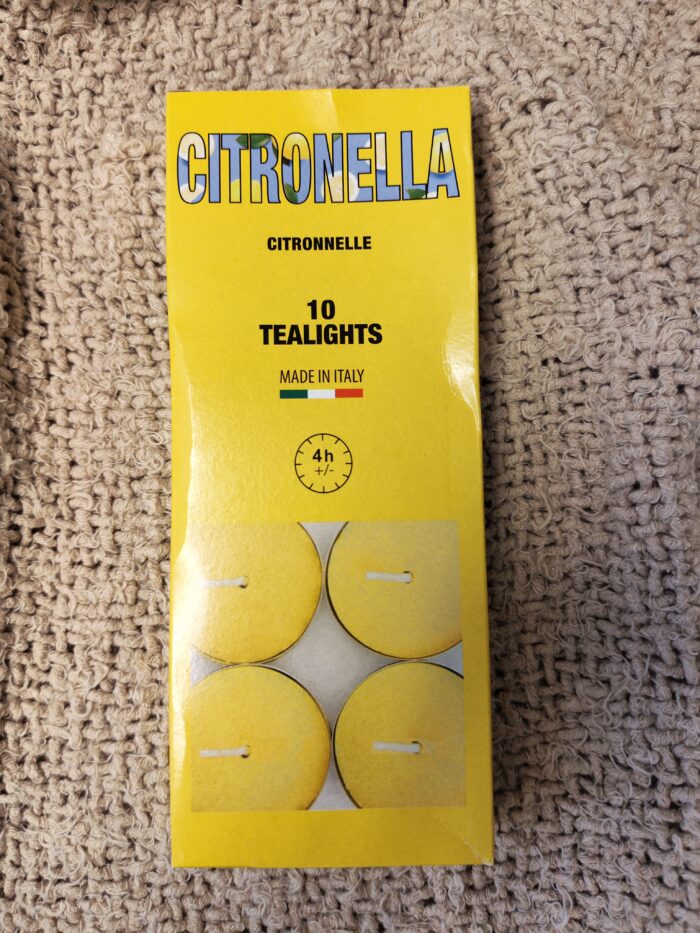 CITRONELLA
CITRONNELLE
10
TEALIGHTS
MADE IN ITALY
4h
+/-